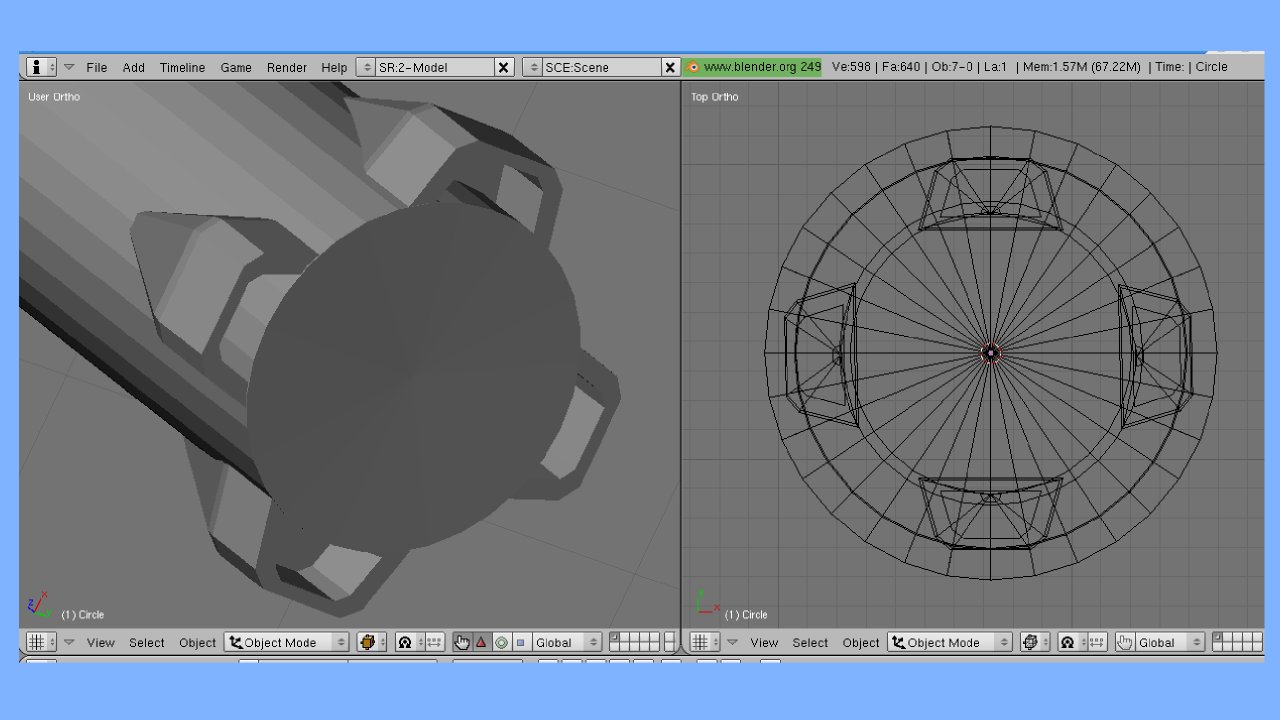 File Add Timeline Game Render Help SR:2-Model SCE:Scene www.blender.org 249 Ve:598 | Fa:640 | Ob:7-0 | La:1 | Mem:1.57M (67.22M) | Time: | Circle
User Ortho
Top Ortho
x
z
y
(1) Circle
y
x
(1) Circle
View Select Object Object Mode Global
View Select Object Object Mode Global